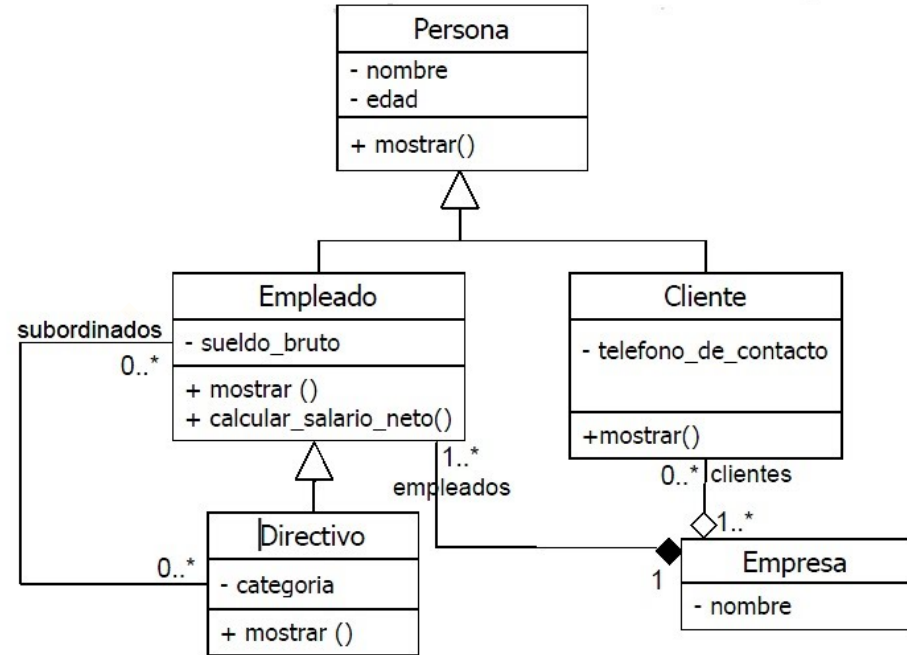 Persona
- nombre
- edad
+ mostrar()
Empleado
- sueldo_bruto
+ mostrar ()
+ calcular_salario_neto()
Cliente
- telefono_de_contacto
+mostrar()
subordinados
0..*
1..*
empleados
0..* clientes
1..*
Directivo
- categoria
+ mostrar ()
0..*
1
Empresa
- nombre